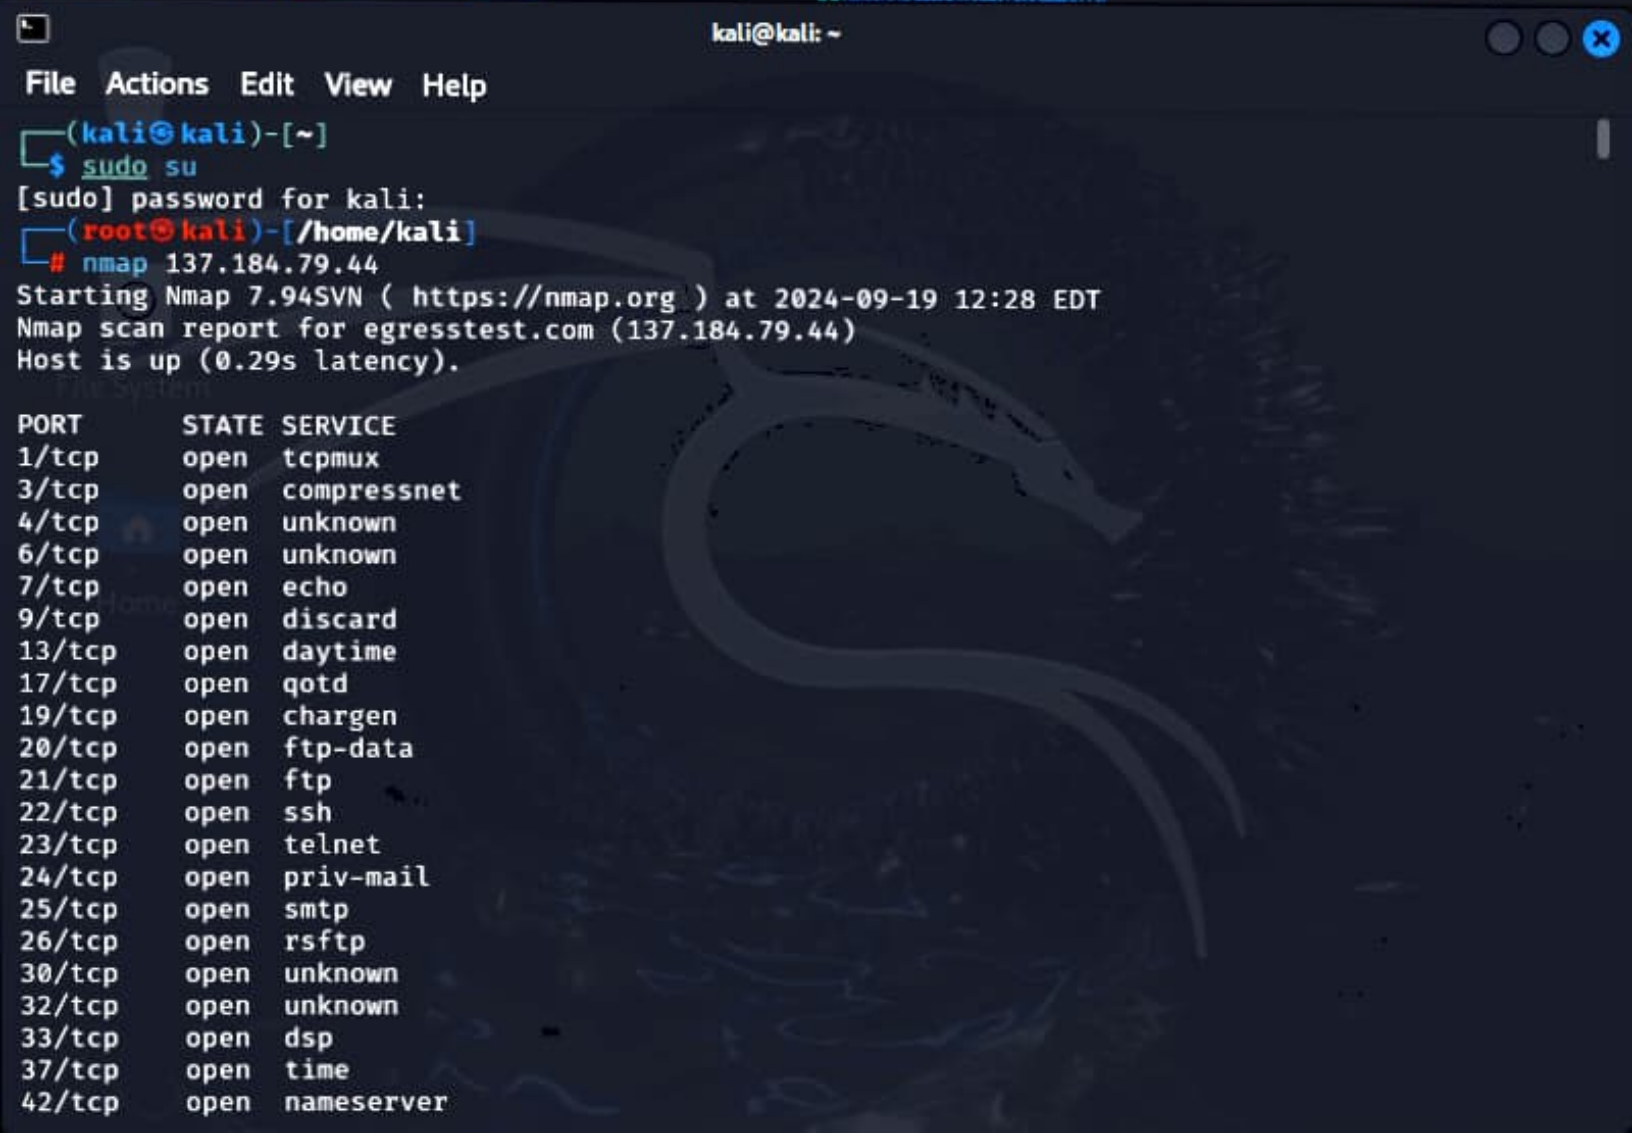 kali@kali: ~
File Actions Edit View Help
┌──(kali㉿kali)-[~]
└─$ sudo su
[sudo] password for kali:
┌──(root㉿kali)-[/home/kali]
└─# nmap 137.184.79.44
Starting Nmap 7.94SVN ( https://nmap.org ) at 2024-09-19 12:28 EDT
Nmap scan report for egresstest.com (137.184.79.44)
Host is up (0.29s latency).
File System
PORT STATE SERVICE
1/tcp open tcpmux
3/tcp open compressnet
4/tcp open unknown
6/tcp open unknown
7/tcp open echo
Home
9/tcp open discard
13/tcp open daytime
17/tcp open qotd
19/tcp open chargen
20/tcp open ftp-data
21/tcp open ftp
22/tcp open ssh
23/tcp open telnet
24/tcp open priv-mail
25/tcp open smtp
26/tcp open rsftp
30/tcp open unknown
32/tcp open unknown
33/tcp open dsp
37/tcp open time
42/tcp open nameserver